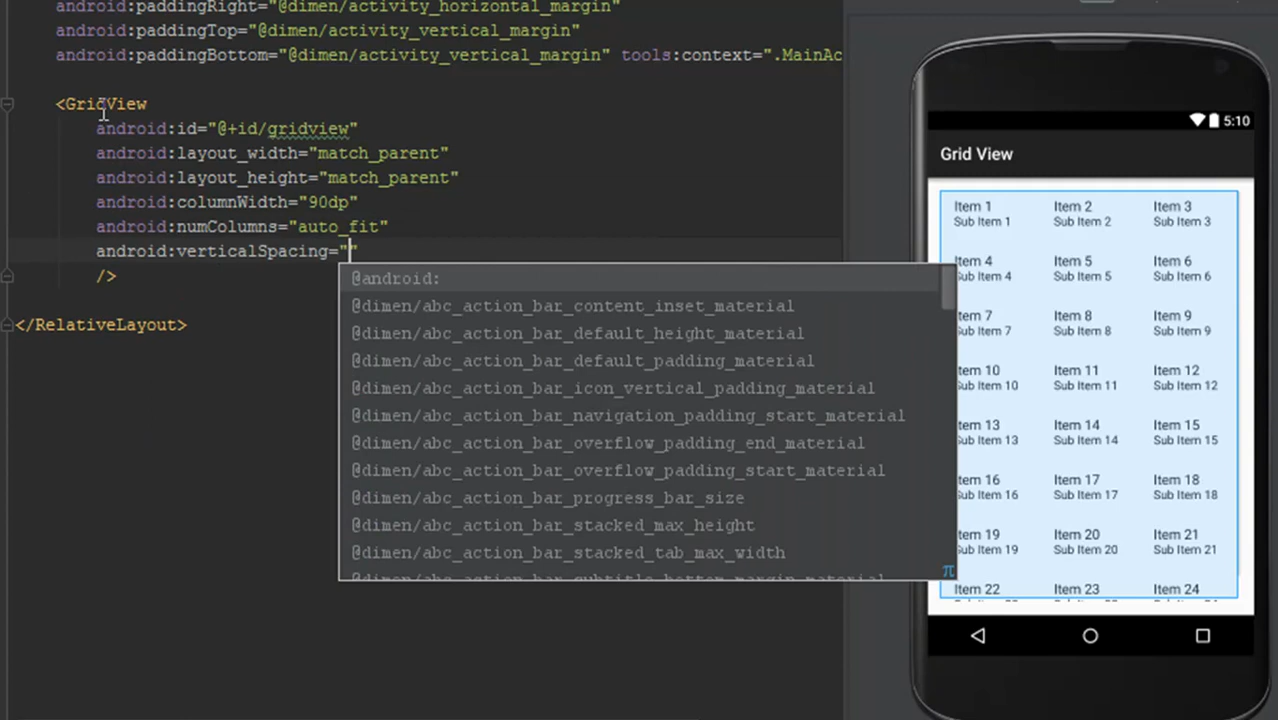 android:paddingRight="@dimen/activity_horizontal_margin"
android:paddingTop="@dimen/activity_vertical_margin"
android:paddingBottom="@dimen/activity_vertical_margin" tools:context=".MainAc
<GridView
android:id="@+id/gridview"
android:layout_width="match_parent"
android:layout_height="match_parent"
android:columnWidth="90dp"
android:numColumns="auto_fit"
android:verticalSpacing=""
/>
</RelativeLayout>
@android:
@dimen/abc_action_bar_content_inset_material
@dimen/abc_action_bar_default_height_material
@dimen/abc_action_bar_default_padding_material
@dimen/abc_action_bar_icon_vertical_padding_material
@dimen/abc_action_bar_navigation_padding_start_material
@dimen/abc_action_bar_overflow_padding_end_material
@dimen/abc_action_bar_overflow_padding_start_material
@dimen/abc_action_bar_progress_bar_size
@dimen/abc_action_bar_stacked_max_height
@dimen/abc_action_bar_stacked_tab_max_width
@dimen/abc_action_bar_subtitle_bottom_margin_material
π
5:10
Grid View
Item 1 Item 2 Item 3
Sub Item 1 Sub Item 2 Sub Item 3
Item 4 Item 5 Item 6
Sub Item 4 Sub Item 5 Sub Item 6
Item 7 Item 8 Item 9
Sub Item 7 Sub Item 8 Sub Item 9
Item 10 Item 11 Item 12
Sub Item 10 Sub Item 11 Sub Item 12
Item 13 Item 14 Item 15
Sub Item 13 Sub Item 14 Sub Item 15
Item 16 Item 17 Item 18
Sub Item 16 Sub Item 17 Sub Item 18
Item 19 Item 20 Item 21
Sub Item 19 Sub Item 20 Sub Item 21
Item 22 Item 23 Item 24